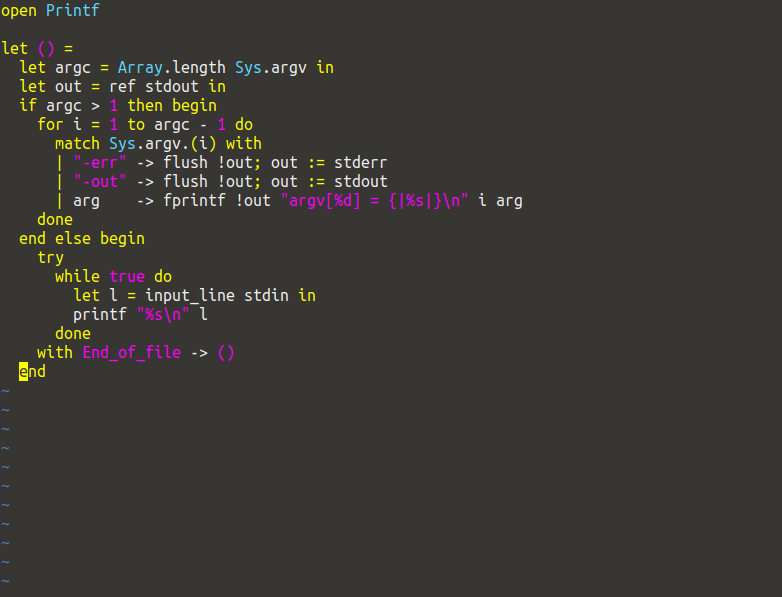 open Printf

let () =
  let argc = Array.length Sys.argv in
  let out = ref stdout in
  if argc > 1 then begin
    for i = 1 to argc - 1 do
      match Sys.argv.(i) with
      | "-err" -> flush !out; out := stderr
      | "-out" -> flush !out; out := stdout
      | arg    -> fprintf !out "argv[%d] = {|%s|}\n" i arg
    done
  end else begin
    try
      while true do
        let l = input_line stdin in
        printf "%s\n" l
      done
    with End_of_file -> ()
  end
~
~
~
~
~
~
~
~
~
~
~